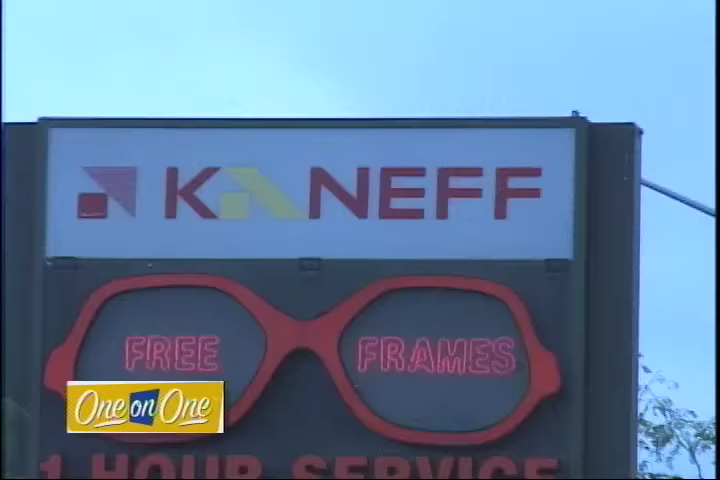 KANEFF
FREE FRAMES
One on One
1 HOUR SERVICE